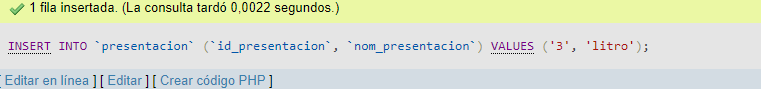 1 fila insertada. (La consulta tardó 0,0022 segundos.)
INSERT INTO `presentacion` (`id_presentacion`, `nom_presentacion`) VALUES ('3', 'litro');
[ Editar en línea ] [ Editar ] [ Crear código PHP ]